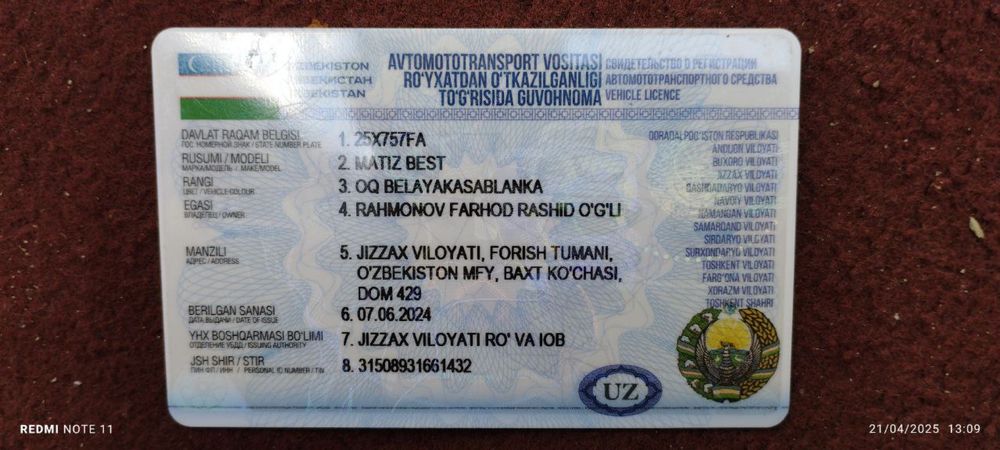 O'ZBEKISTON
ЎЗБЕКИСТАН
UZBEKISTAN
AVTOMOTOTRANSPORT VOSITASI
RO'YXATDAN O'TKAZILGANLIGI
TO'G'RISIDA GUVOHNOMA
СВИДЕТЕЛЬСТВО О РЕГИСТРАЦИИ
АВТОМОТОТРАНСПОРТНОГО СРЕДСТВА
VEHICLE LICENCE
DAVLAT RAQAM BELGISI
ГОС. НОМЕРНОЙ ЗНАК / STATE NUMBER PLATE
1. 25X757FA
RUSUMI / MODELI
МАРКА/МОДЕЛЬ / MAKE/MODEL
2. MATIZ BEST
RANGI
ЦВЕТ / VEHICLE COLOUR
3. OQ BELAYAKASABLANKA
EGASI
ВЛАДЕЛЕЦ / OWNER
4. RAHMONOV FARHOD RASHID O'G'LI
MANZILI
АДРЕС / ADDRESS
5. JIZZAX VILOYATI, FORISH TUMANI,
O'ZBEKISTON MFY, BAXT KO'CHASI,
DOM 429
BERILGAN SANASI
ДАТА ВЫДАЧИ / DATE OF ISSUE
6. 07.06.2024
YHX BOSHQARMASI BO'LIMI
ОТДЕЛЕНИЕ УБДД / ISSUING AUTHORITY
7. JIZZAX VILOYATI RO' VA IOB
JSH SHIR / STIR
ПИН ФЛ / ИНН / PERSONAL ID NUMBER / TIN
8. 31508931661432
QORAQALPOG'ISTON RESPUBLIKASI
ANDIJON VILOYATI
BUXORO VILOYATI
JIZZAX VILOYATI
QASHQADARYO VILOYATI
NAVOIY VILOYATI
NAMANGAN VILOYATI
SAMARQAND VILOYATI
SIRDARYO VILOYATI
SURXONDARYO VILOYATI
TOSHKENT VILOYATI
FARG'ONA VILOYATI
XORAZM VILOYATI
TOSHKENT SHAHRI
UZ
REDMI NOTE 11
21/04/2025 13:09